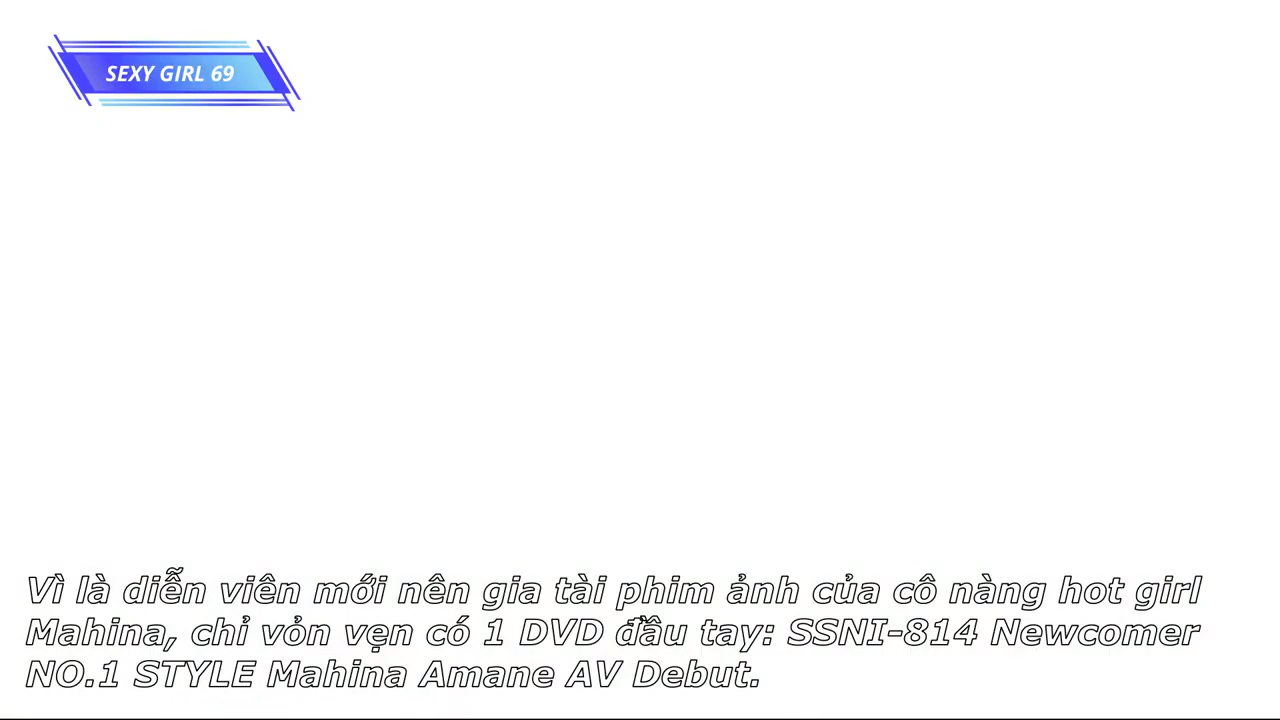 SEXY GIRL 69
Vì là diễn viên mới nên gia tài phim ảnh của cô nàng hot girl
Mahina, chỉ vỏn vẹn có 1 DVD đầu tay: SSNI-814 Newcomer
NO.1 STYLE Mahina Amane AV Debut.